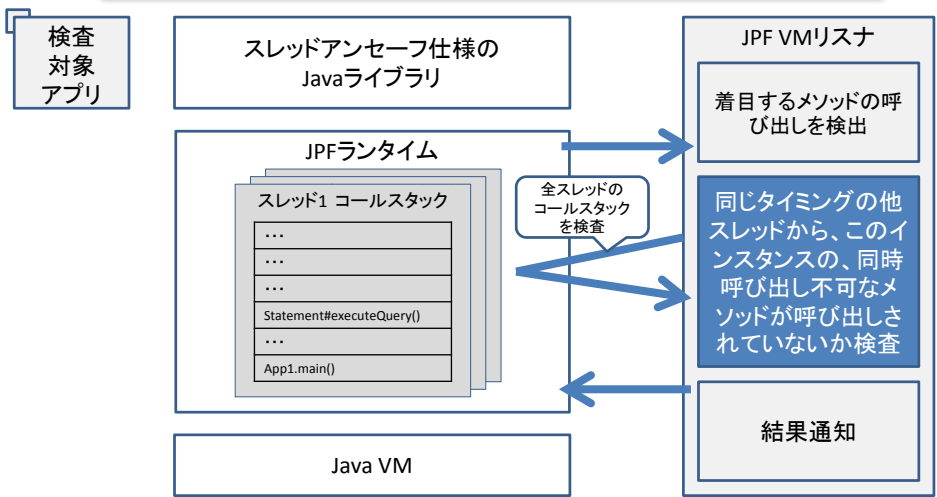 検査
対象
アプリ
スレッドアンセーフ仕様の
Javaライブラリ
JPFランタイム
スレッド1 コールスタック
・・・
・・・
・・・
Statement#executeQuery()
・・・
App1.main()
Java VM
全スレッドの
コールスタック
を検査
JPF VMリスナ
着目するメソッドの呼
び出しを検出
同じタイミングの他
スレッドから、このイ
ンスタンスの、同時
呼び出し不可なメ
ソッドが呼び出しさ
れていないか検査
結果通知